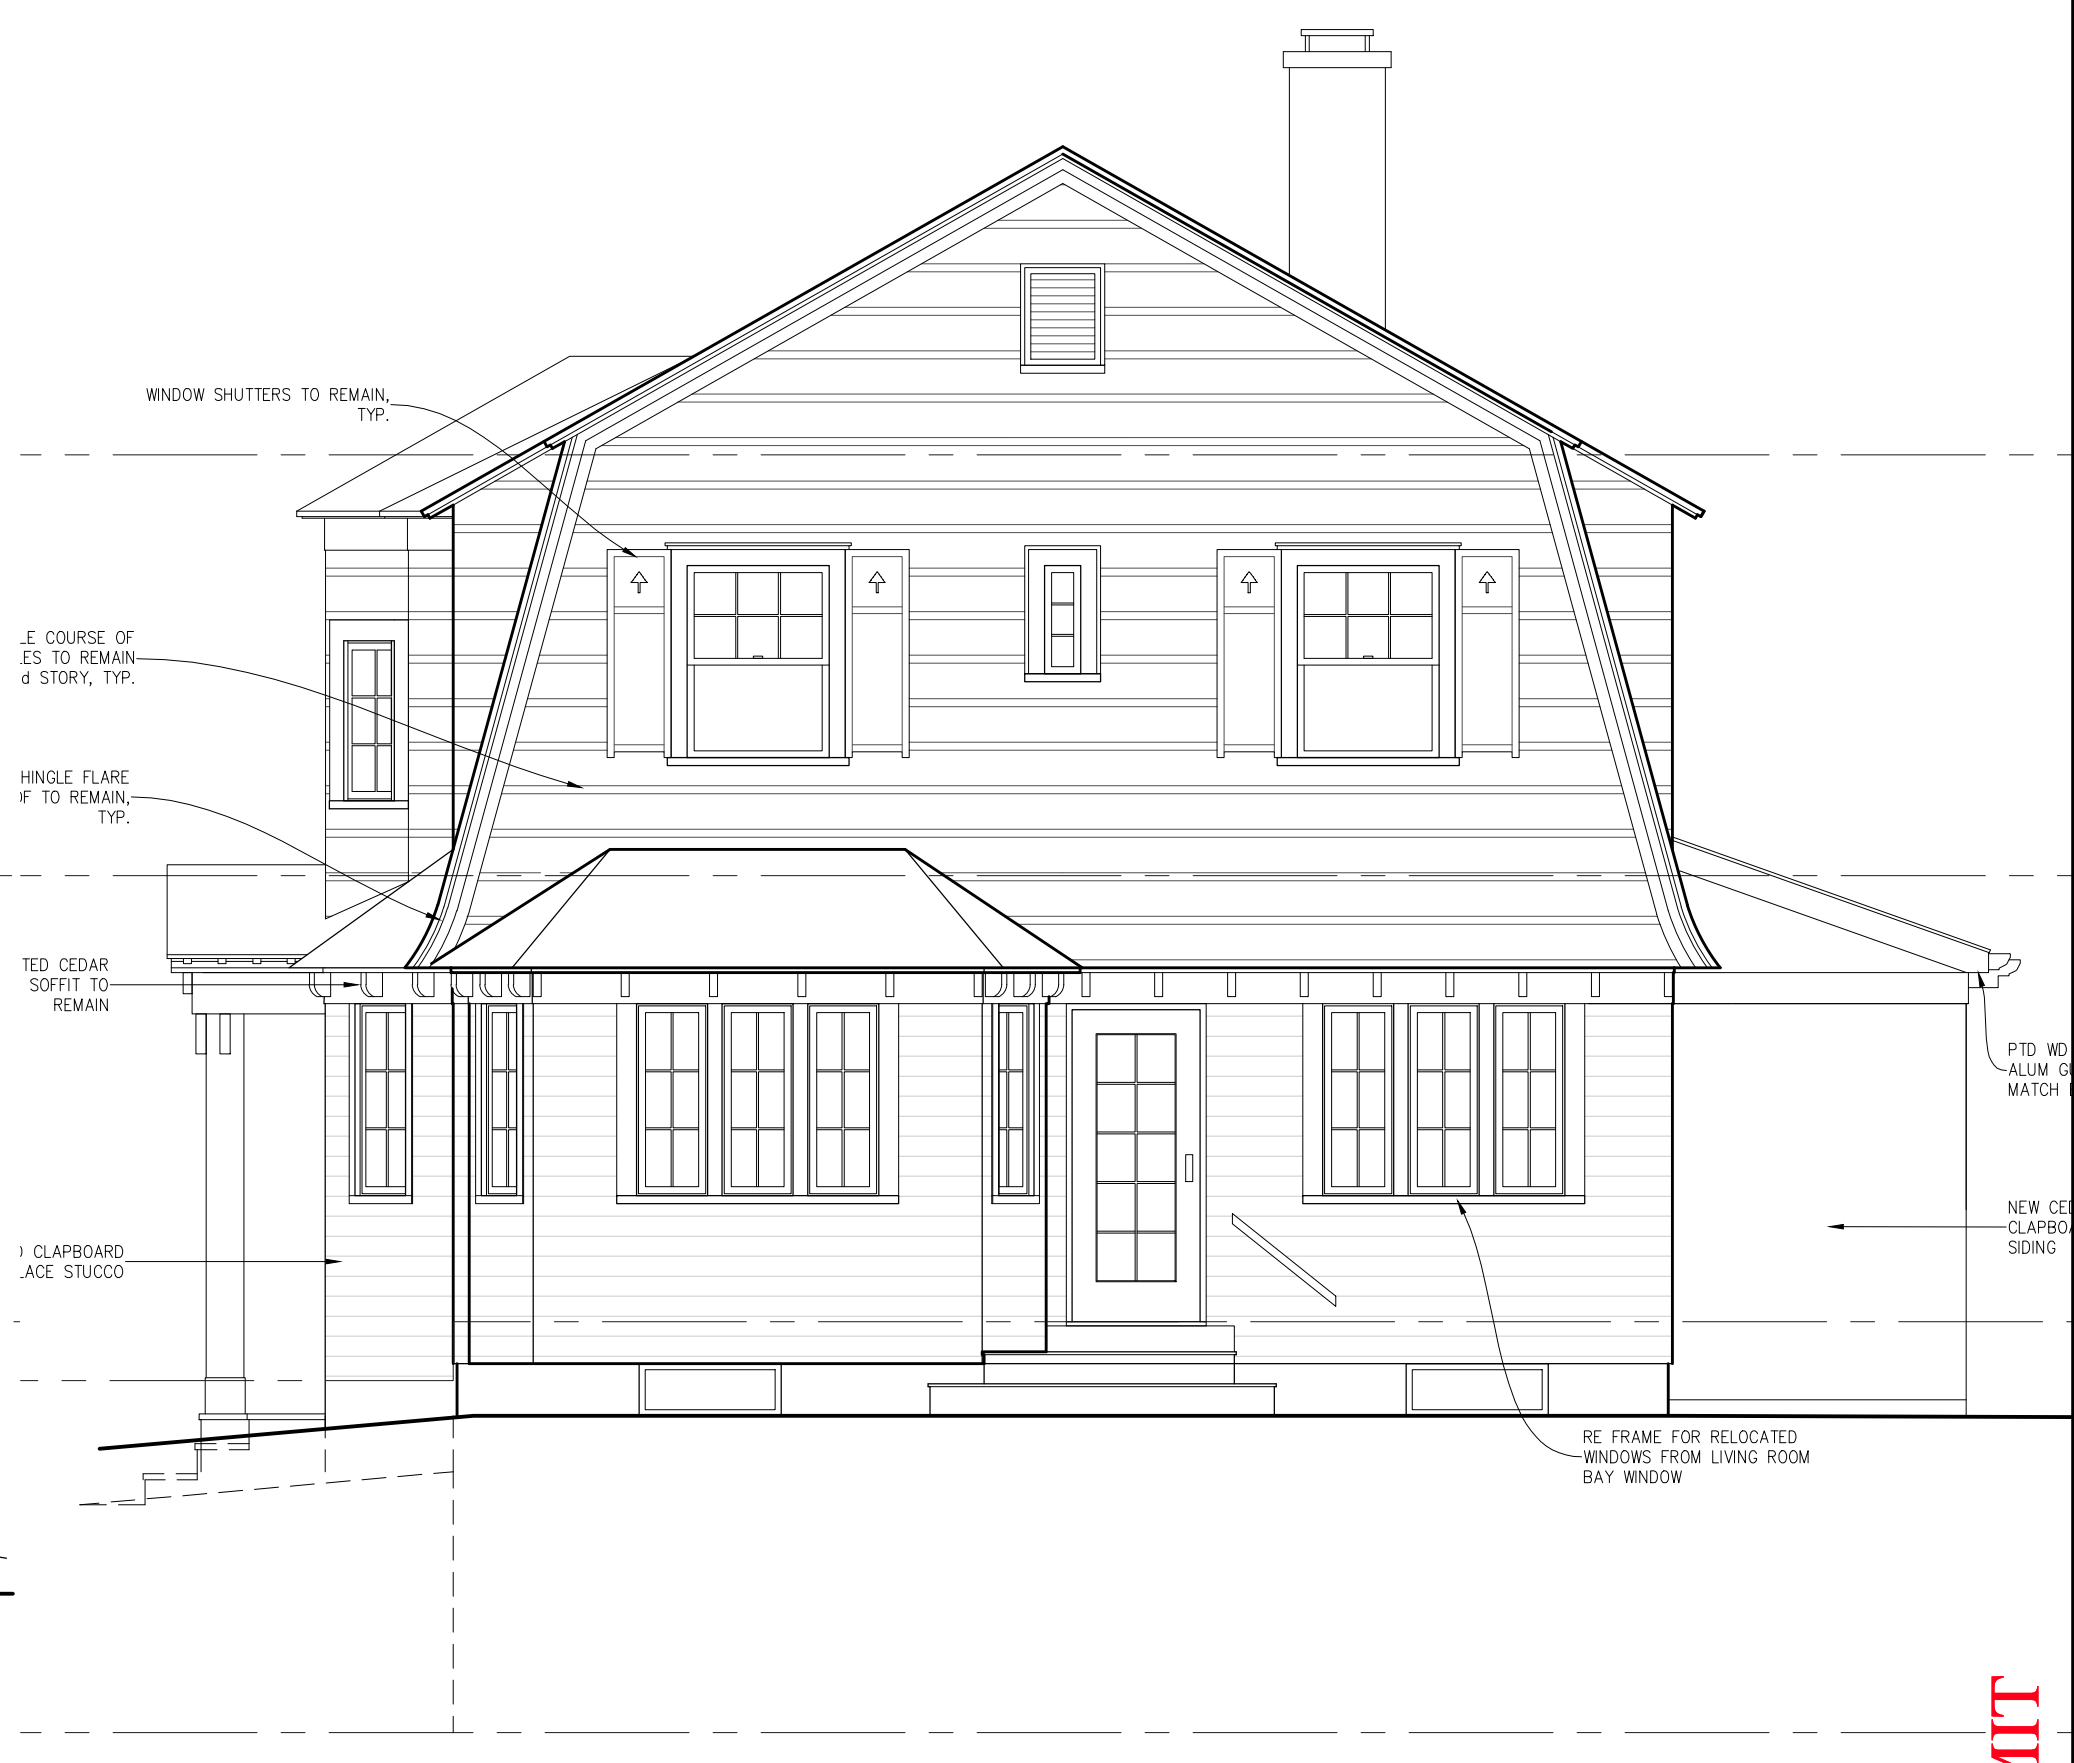 WINDOW SHUTTERS TO REMAIN,
TYP.
COURSE OF
TO REMAIN
STORY, TYP.
FLARE
TO REMAIN,
TYP.
CEDAR
SOFFIT TO
REMAIN
CLAPBOARD
STUCCO
PTD WD
ALUM
MATCH
NEW
SIDING
RE FRAME FOR RELOCATED
WINDOWS FROM LIVING ROOM
BAY WINDOW